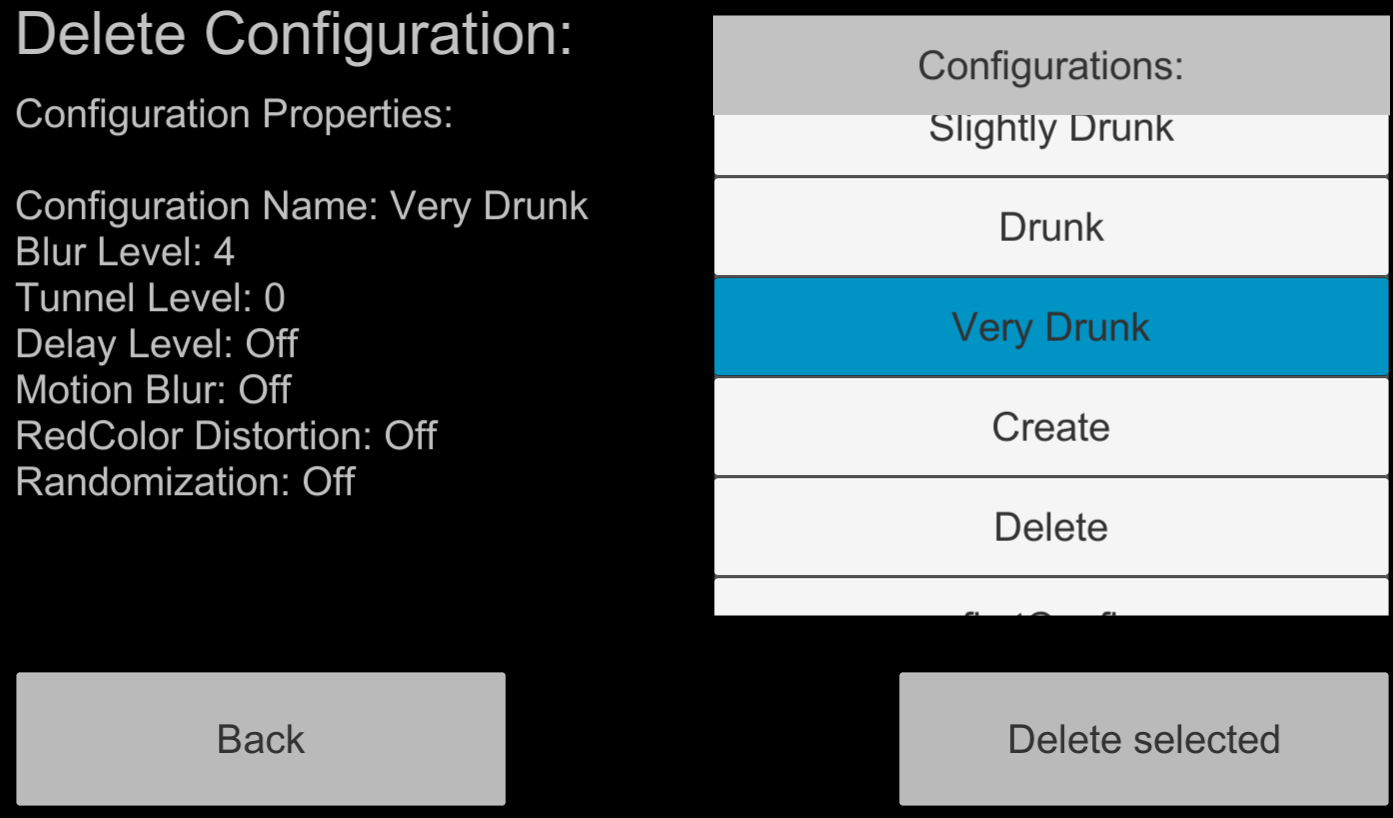 Delete Configuration:
Configuration Properties:
Configuration Name: Very Drunk
Blur Level: 4
Tunnel Level: 0
Delay Level: Off
Motion Blur: Off
RedColor Distortion: Off
Randomization: Off
Configurations:
Slightly Drunk
Drunk
Very Drunk
Create
Delete
Back
Delete selected